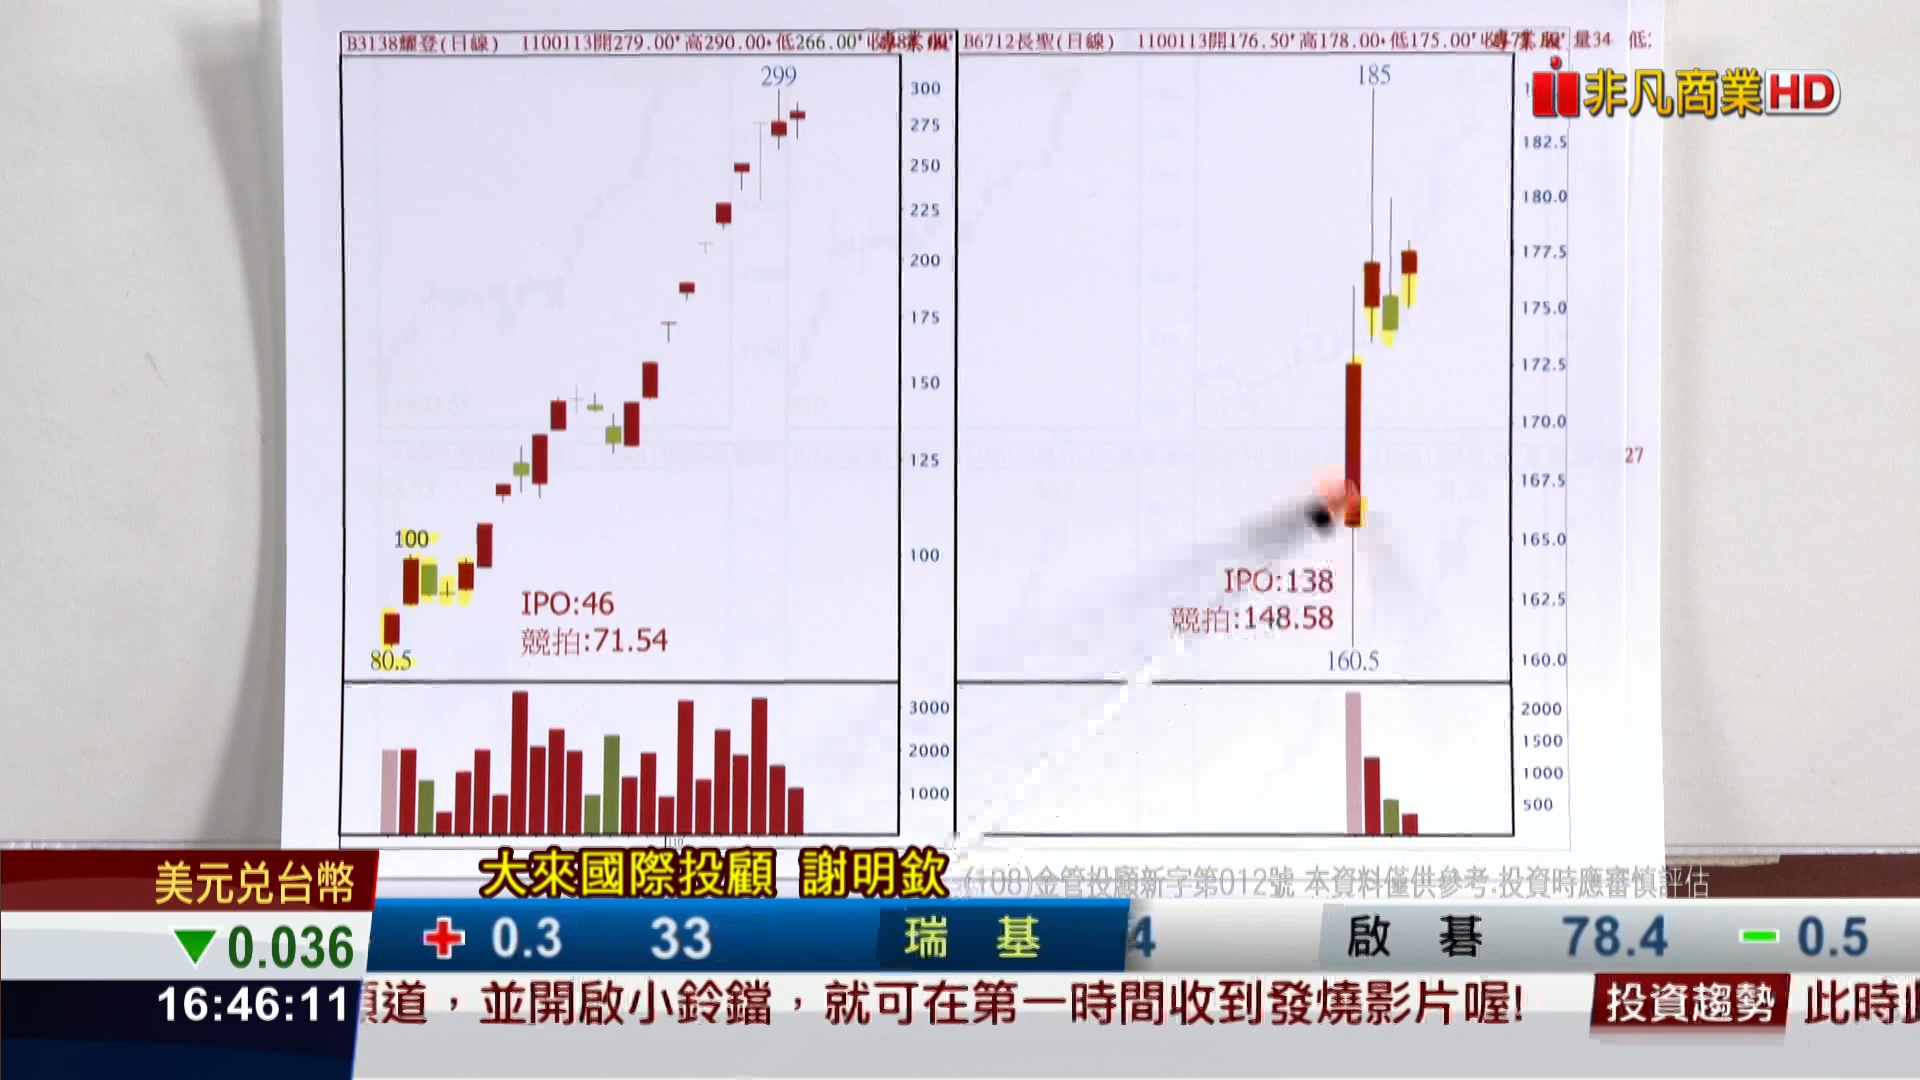 B3138耀登(日線) 1100113開279.00'高290.00・低266.00'
B6712長聖(日線) 1100113開176.50'高178.00・低175.00' 量34
299
300
275
250
225
200
175
150
125
100
100
80.5
IPO:46
競拍:71.54
3000
2000
1000
110
185
182.5
180.0
177.5
175.0
172.5
170.0
167.5
165.0
162.5
160.0
27
IPO:138
競拍:148.58
160.5
2000
1500
1000
500
非凡商業HD
大來國際投顧 謝明欽
(108)金管投顧新字第012號 本資料僅供參考.投資時應審慎評估
美元兌台幣
▼0.036
16:46:11
0.3 33 瑞基 4 啟碁 78.4 0.5
道，並開啟小鈴鐺，就可在第一時間收到發燒影片喔! 投資趨勢 此時